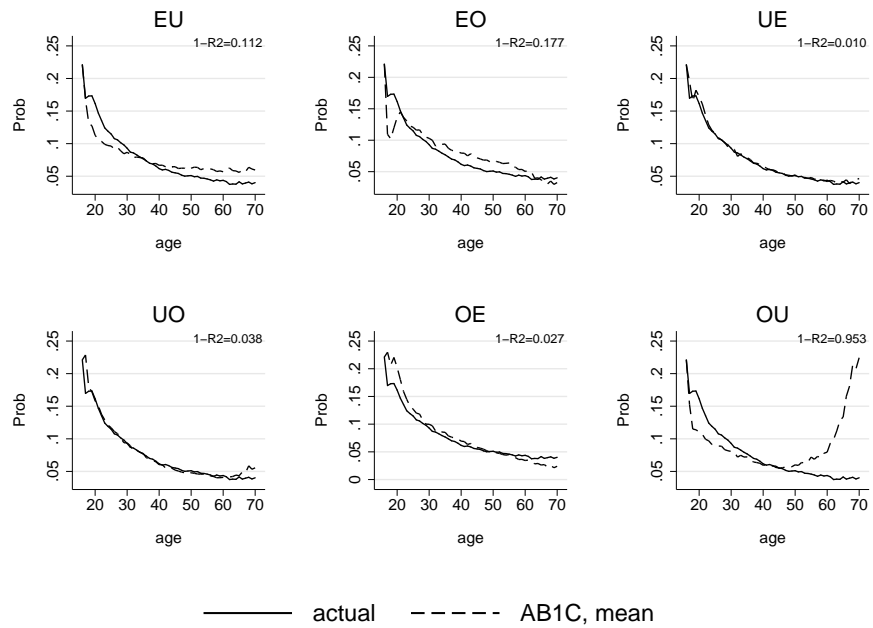 EU
EO
UE
1−R2=0.112
1−R2=0.177
1−R2=0.010
Prob
.05
.1
.15
.2
.25
20 30 40 50 60 70
age
Prob
.05
.1
.15
.2
.25
20 30 40 50 60 70
age
Prob
.05
.1
.15
.2
.25
20 30 40 50 60 70
age
UO
OE
OU
1−R2=0.038
1−R2=0.027
1−R2=0.953
Prob
.05
.1
.15
.2
.25
20 30 40 50 60 70
age
Prob
0
.05
.1
.15
.2
.25
20 30 40 50 60 70
age
Prob
.05
.1
.15
.2
.25
20 30 40 50 60 70
age
actual
AB1C, mean